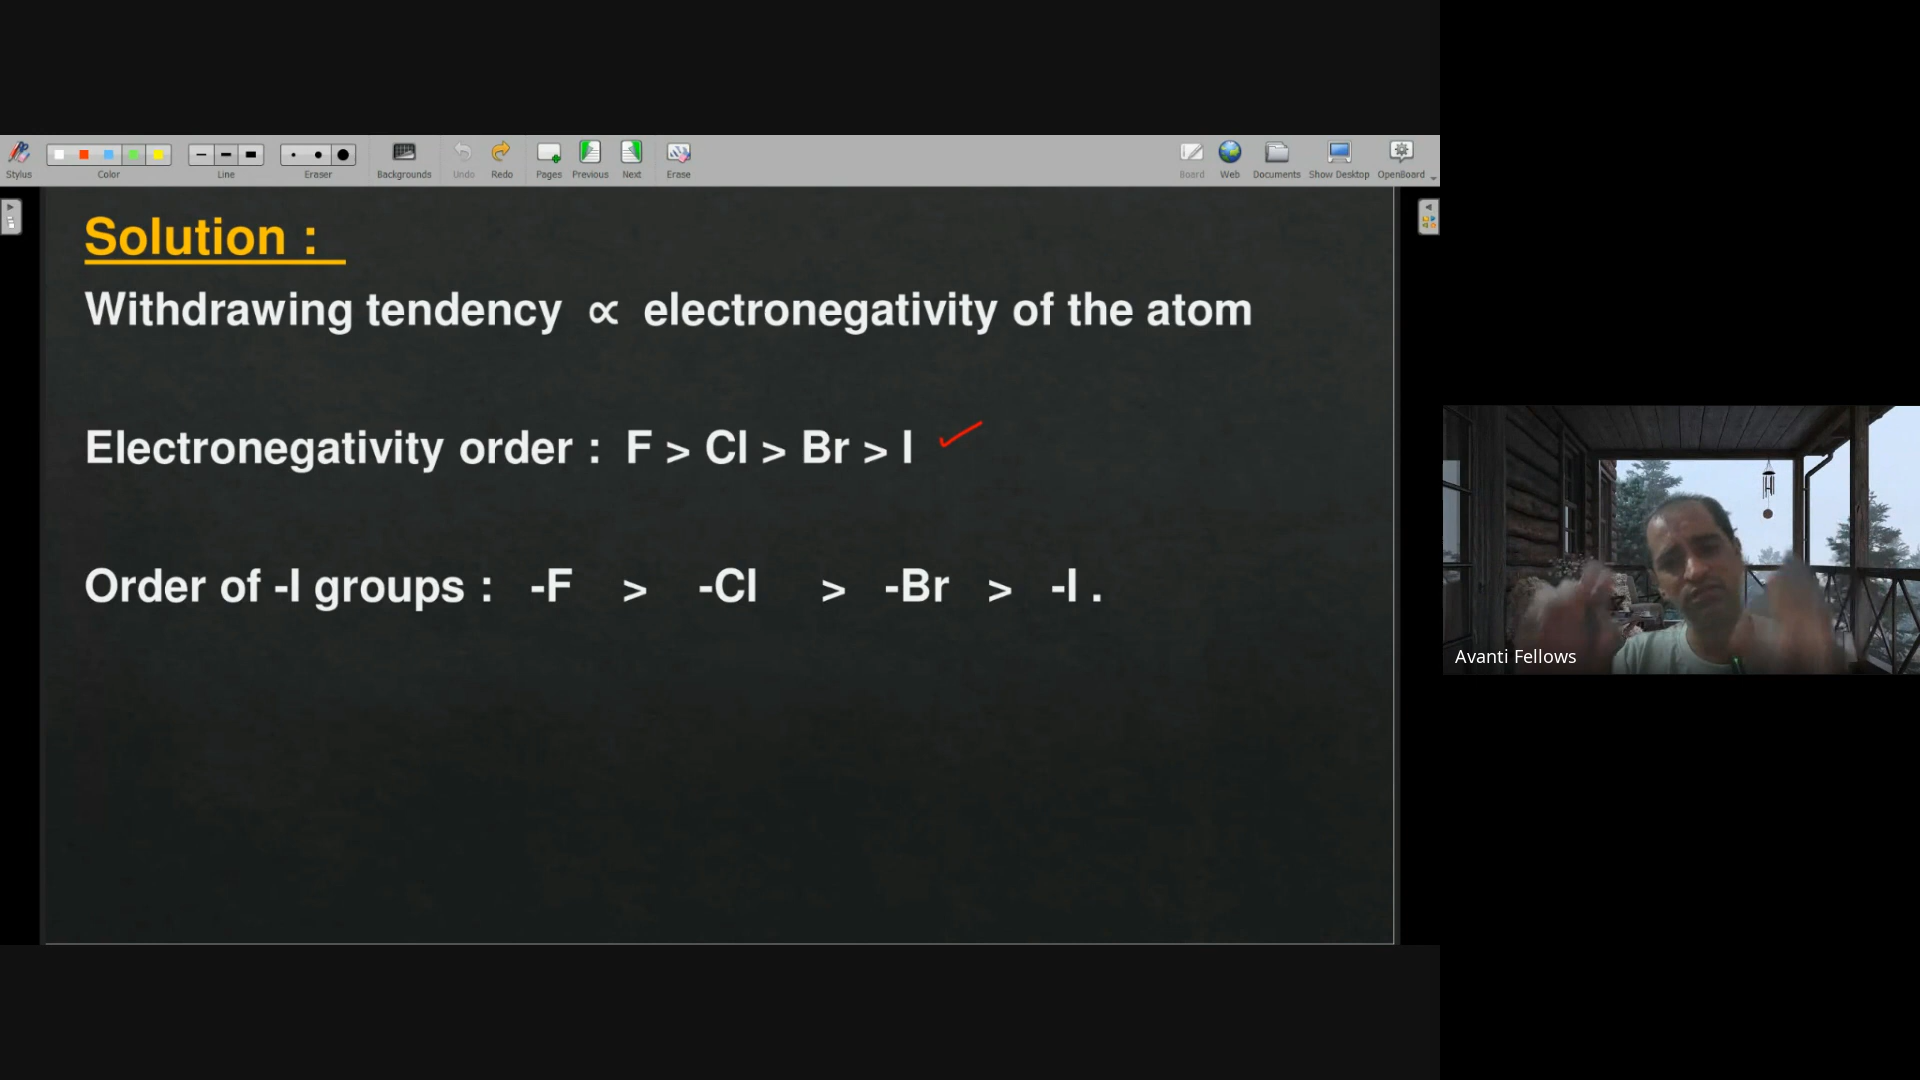 Stylus Color Line Eraser Backgrounds Undo Redo Pages Previous Next Erase Board Web Documents Show Desktop OpenBoard
Solution :
Withdrawing tendency ∝ electronegativity of the atom
Electronegativity order : F > Cl > Br > I
Order of -I groups : -F > -Cl > -Br > -I .
Avanti Fellows